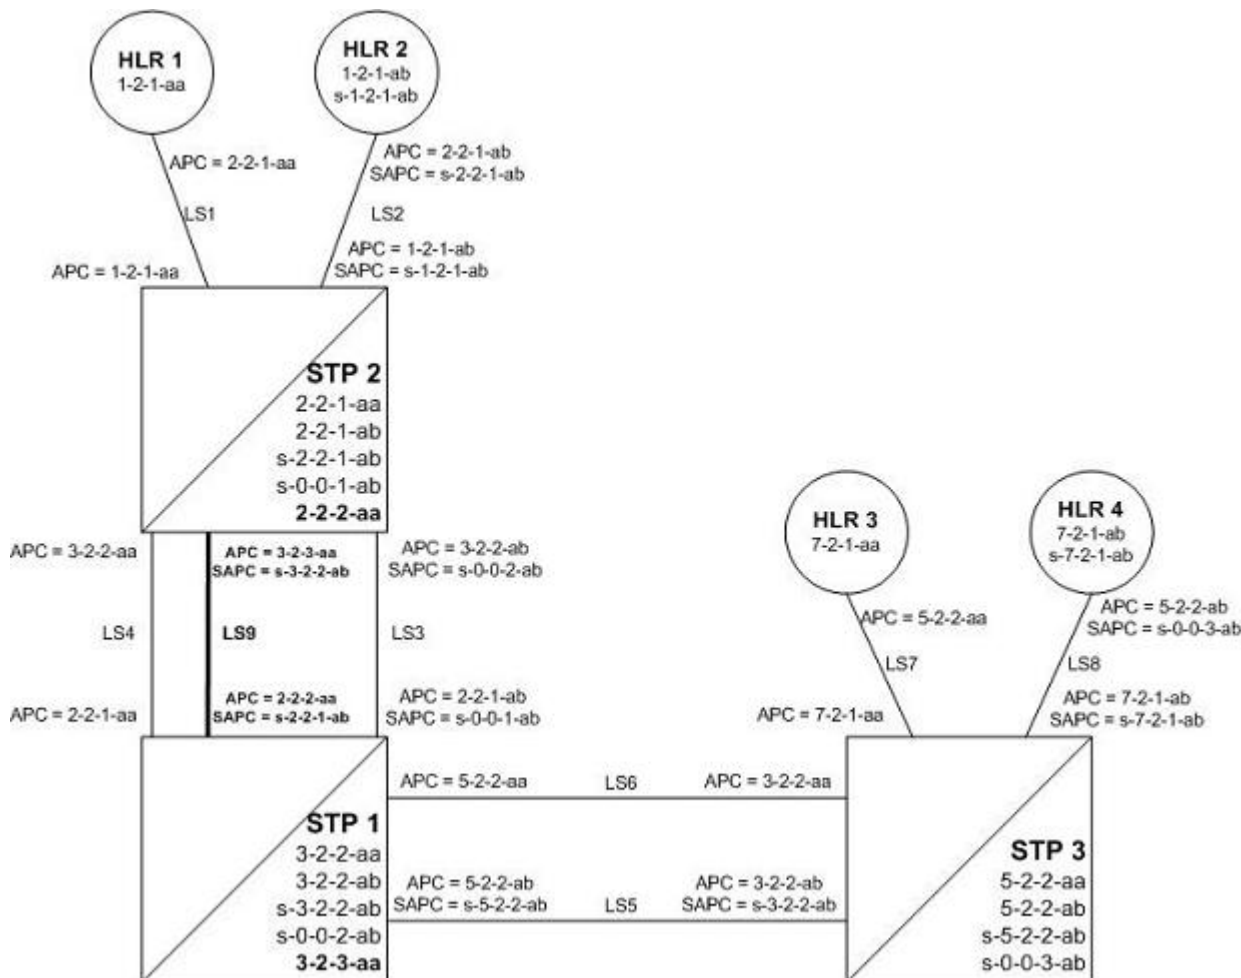 HLR 1
1-2-1-aa
HLR 2
1-2-1-ab
s-1-2-1-ab
APC = 2-2-1-aa
APC = 2-2-1-ab
SAPC = s-2-2-1-ab
LS1
LS2
APC = 1-2-1-aa
APC = 1-2-1-ab
SAPC = s-1-2-1-ab
STP 2
2-2-1-aa
2-2-1-ab
s-2-2-1-ab
s-0-0-1-ab
2-2-2-aa
HLR 3
7-2-1-aa
HLR 4
7-2-1-ab
s-7-2-1-ab
APC = 3-2-2-aa
APC = 3-2-3-aa
SAPC = s-3-2-2-ab
APC = 3-2-2-ab
SAPC = s-0-0-2-ab
LS4
LS9
LS3
APC = 5-2-2-aa
APC = 5-2-2-ab
SAPC = s-0-0-3-ab
LS7
LS8
APC = 2-2-1-aa
APC = 2-2-2-aa
SAPC = s-2-2-1-ab
APC = 2-2-1-ab
SAPC = s-0-0-1-ab
APC = 7-2-1-aa
APC = 7-2-1-ab
SAPC = s-7-2-1-ab
APC = 5-2-2-aa
LS6
APC = 3-2-2-aa
STP 1
3-2-2-aa
3-2-2-ab
s-3-2-2-ab
s-0-0-2-ab
3-2-3-aa
APC = 5-2-2-ab
SAPC = s-5-2-2-ab
LS5
APC = 3-2-2-ab
SAPC = s-3-2-2-ab
STP 3
5-2-2-aa
5-2-2-ab
s-5-2-2-ab
s-0-0-3-ab